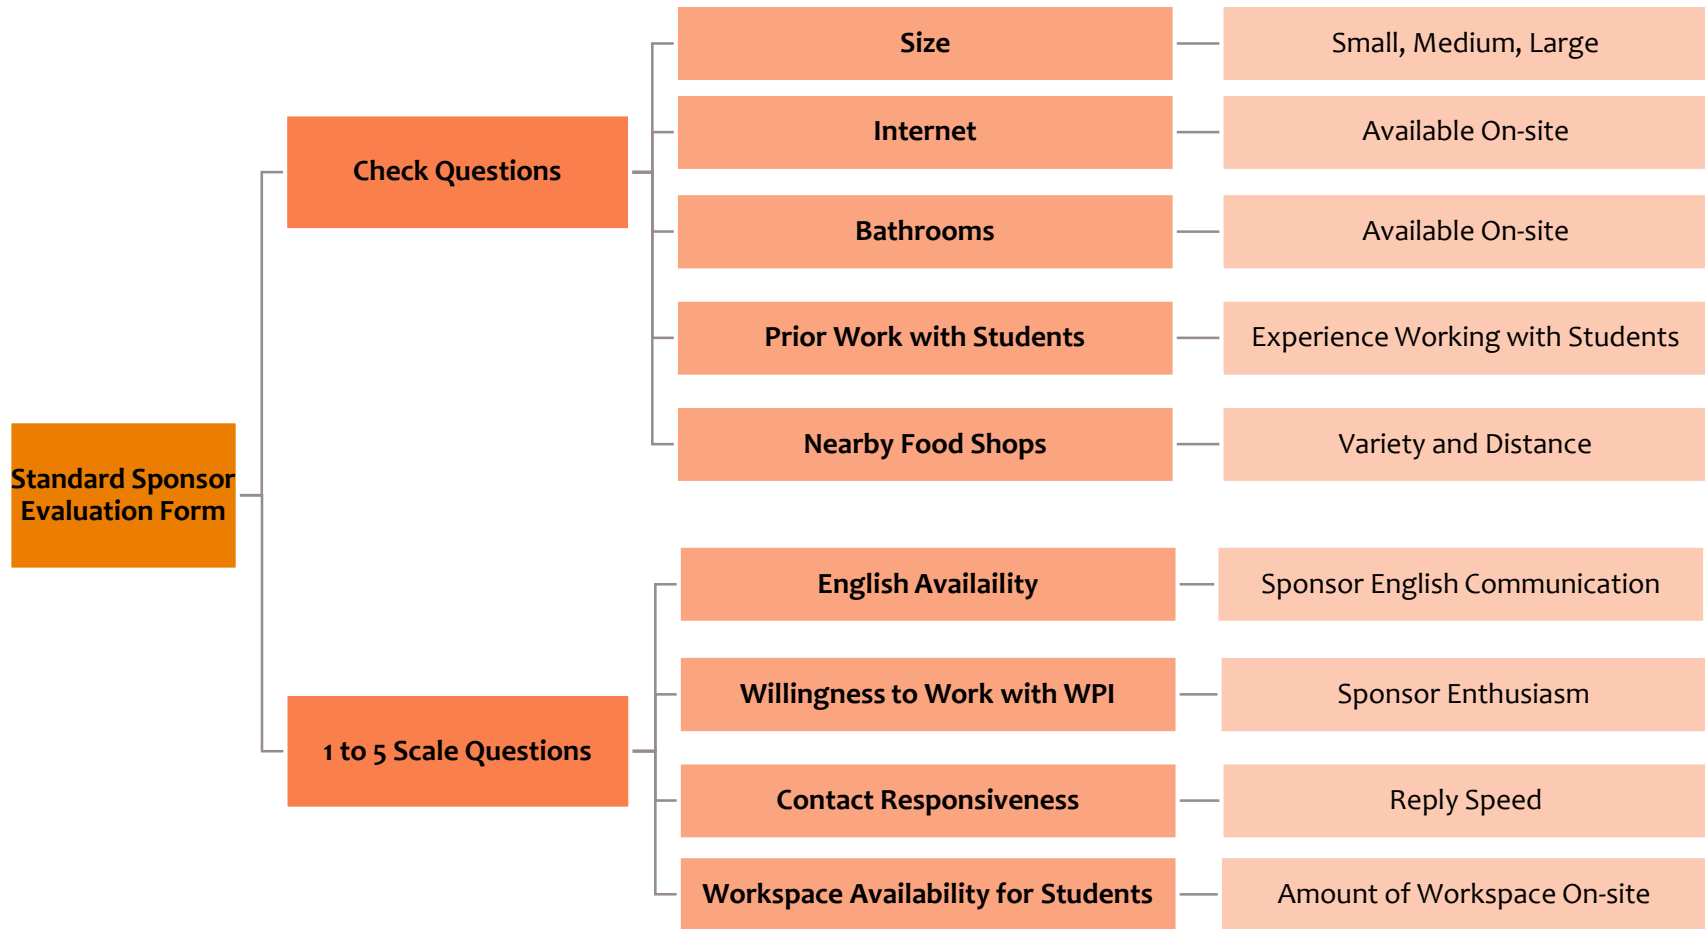 Standard Sponsor
Evaluation Form
Check Questions
Size
Small, Medium, Large
Internet
Available On-site
Bathrooms
Available On-site
Prior Work with Students
Experience Working with Students
Nearby Food Shops
Variety and Distance
1 to 5 Scale Questions
English Availaility
Sponsor English Communication
Willingness to Work with WPI
Sponsor Enthusiasm
Contact Responsiveness
Reply Speed
Workspace Availability for Students
Amount of Workspace On-site